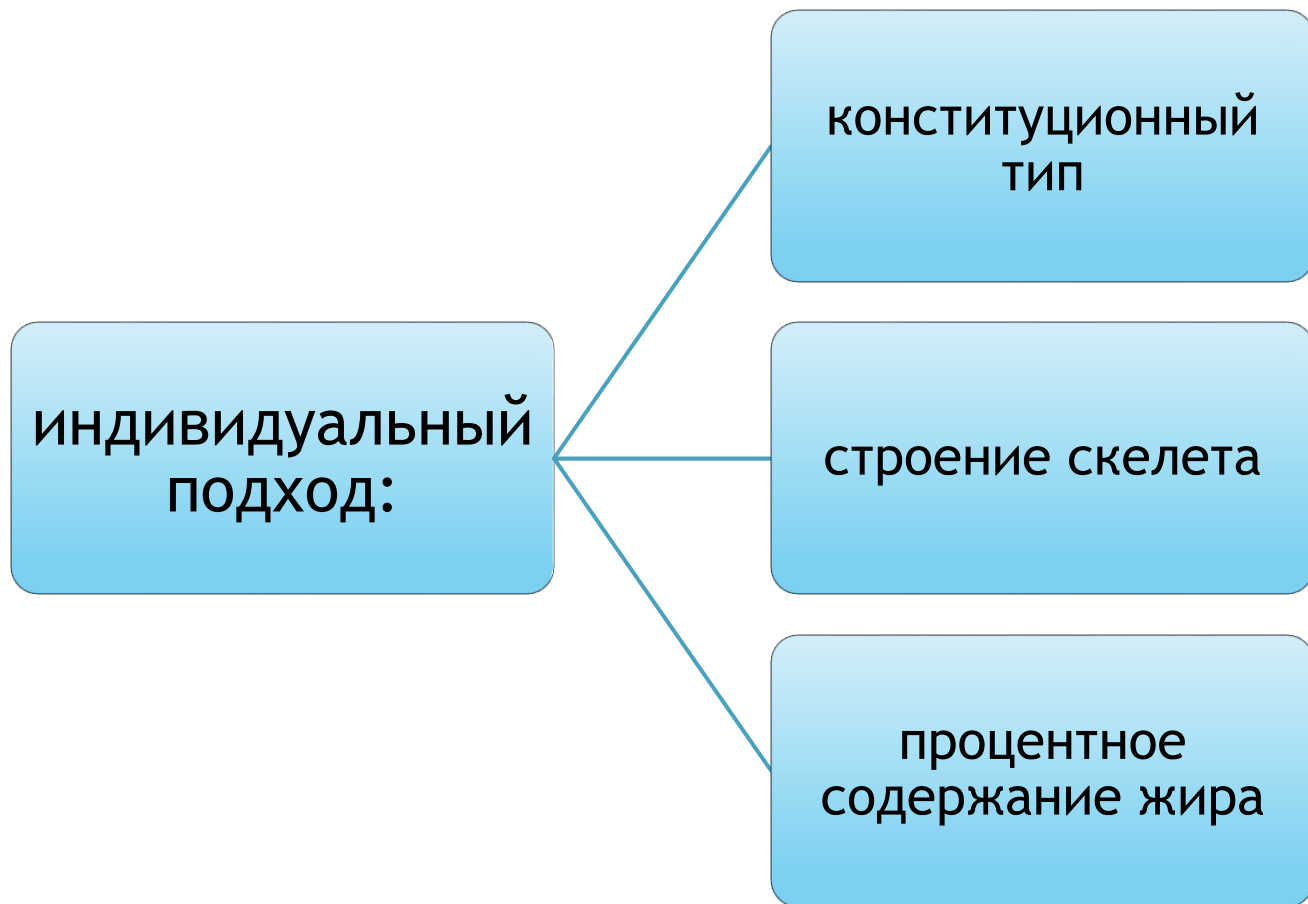 конституционный
тип
индивидуальный
подход:
строение скелета
процентное
содержание жира